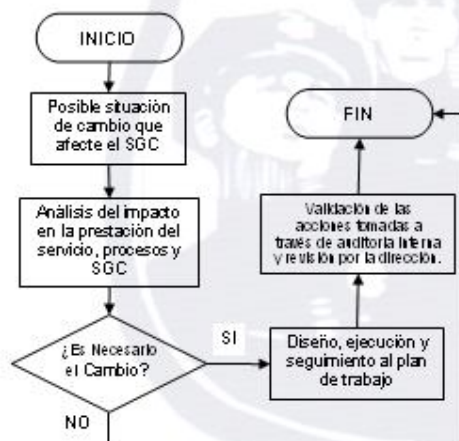 INICIO
Posible situación
de cambio que
afecte el SGC
Análisis del impacto
en la prestación del
servicio, procesos y
SGC
¿Es Necesario
el Cambio?
NO
SI
Diseño, ejecución y
seguimiento al plan
de trabajo
Validación de las
acciones tomadas a
través de auditoría interna
y revisión por la dirección.
FIN